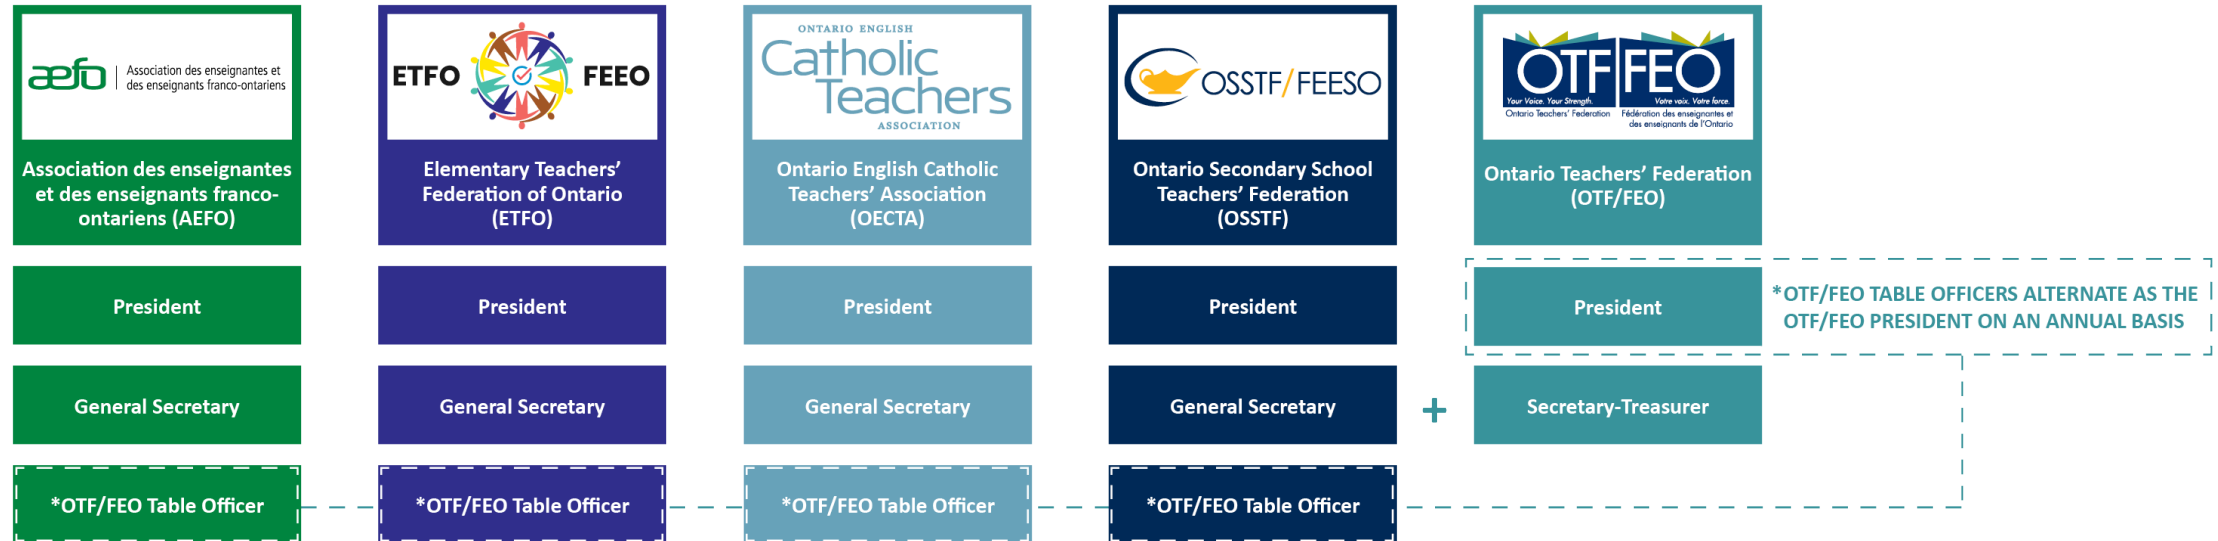 aefo
Association des enseignantes et
des enseignants franco-ontariens
Association des enseignantes
et des enseignants franco-
ontariens (AEFO)
President
General Secretary
*OTF/FEO Table Officer
ETFO FEEO
Elementary Teachers’
Federation of Ontario
(ETFO)
President
General Secretary
*OTF/FEO Table Officer
ONTARIO ENGLISH
Catholic
Teachers
ASSOCIATION
Ontario English Catholic
Teachers’ Association
(OECTA)
President
General Secretary
*OTF/FEO Table Officer
OSSTF/FEESO
Ontario Secondary School
Teachers’ Federation
(OSSTF)
President
General Secretary
*OTF/FEO Table Officer
+
OTF FEO
Your Voice. Your Strength. Votre voix. Votre force.
Ontario Teachers' Federation
Fédération des enseignantes et
des enseignants de l'Ontario
Ontario Teachers’ Federation
(OTF/FEO)
President
*OTF/FEO TABLE OFFICERS ALTERNATE AS THE
OTF/FEO PRESIDENT ON AN ANNUAL BASIS
Secretary-Treasurer